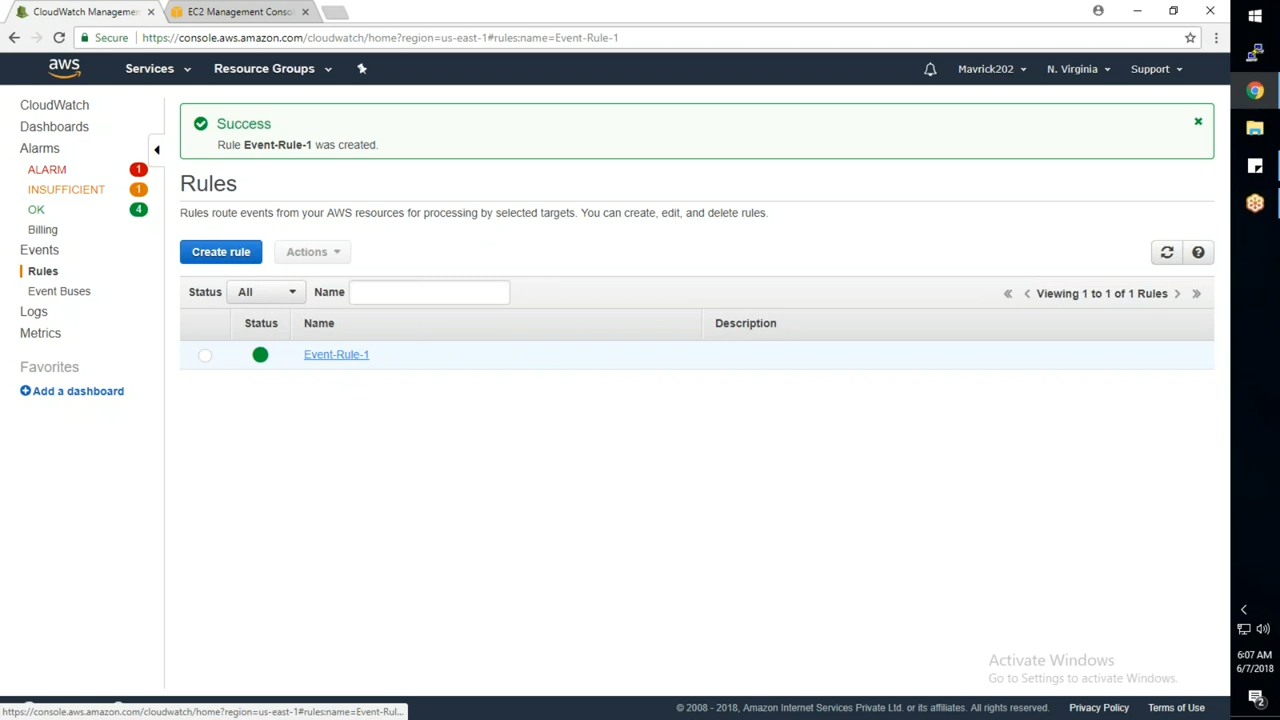 CloudWatch Managemen
EC2 Management Consol
Secure
https://console.aws.amazon.com/cloudwatch/home?region=us-east-1#rules:name=Event-Rule-1
aws
Services
Resource Groups
Mavrick202
N. Virginia
Support
CloudWatch
Dashboards
Alarms
ALARM 1
INSUFFICIENT 1
OK 4
Billing
Events
Rules
Event Buses
Logs
Metrics
Favorites
Add a dashboard
Success
Rule Event-Rule-1 was created.
Rules
Rules route events from your AWS resources for processing by selected targets. You can create, edit, and delete rules.
Create rule
Actions
Status All Name
Viewing 1 to 1 of 1 Rules
Status Name Description
Event-Rule-1
Activate Windows
Go to Settings to activate Windows.
https://console.aws.amazon.com/cloudwatch/home?region=us-east-1#rules:name=Event-Rul...
© 2008 - 2018, Amazon Internet Services Private Ltd. or its affiliates. All rights reserved.
Privacy Policy
Terms of Use
6:07 AM
6/7/2018
2